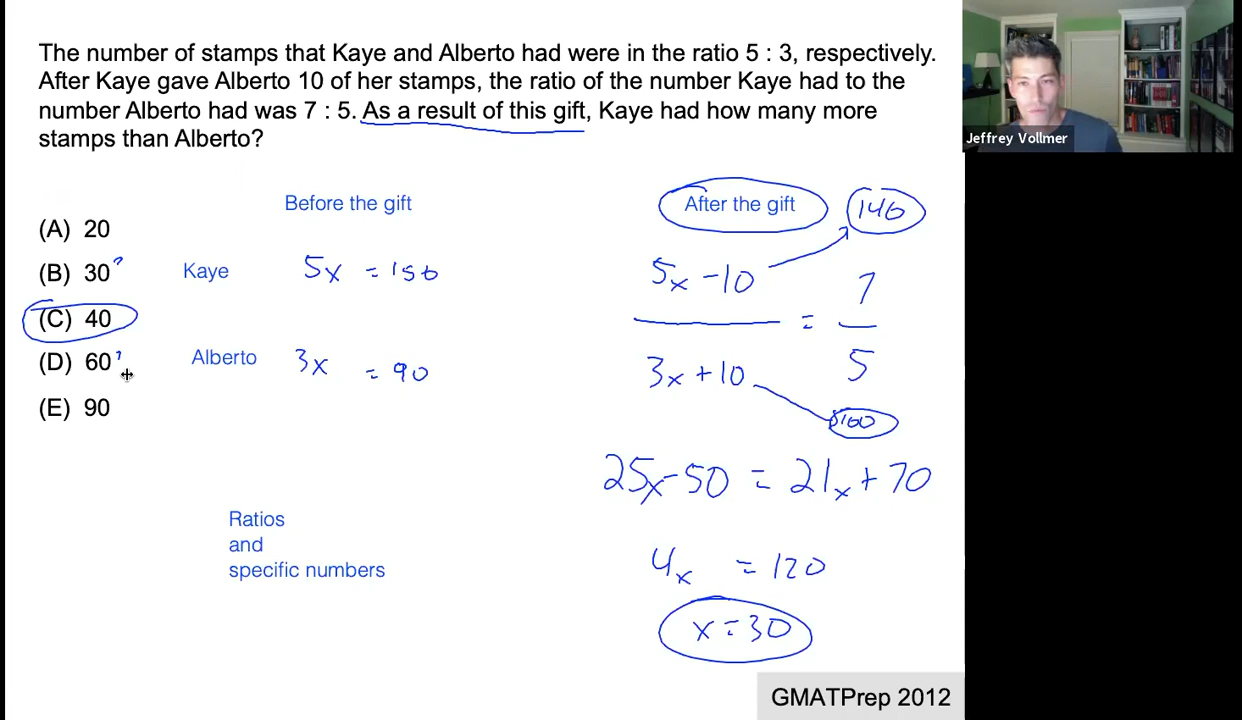 The number of stamps that Kaye and Alberto had were in the ratio 5 : 3, respectively.
After Kaye gave Alberto 10 of her stamps, the ratio of the number Kaye had to the
number Alberto had was 7 : 5. As a result of this gift, Kaye had how many more
stamps than Alberto?
Jeffrey Vollmer
Before the gift
After the gift
140
(A) 20
(B) 30?
Kaye
5x = 150
5x - 10
7
=
(C) 40
(D) 60?
Alberto
3x = 90
3x + 10
5
100
(E) 90
25x - 50 = 21x + 70
Ratios
and
specific numbers
4x = 120
x = 30
GMATPrep 2012